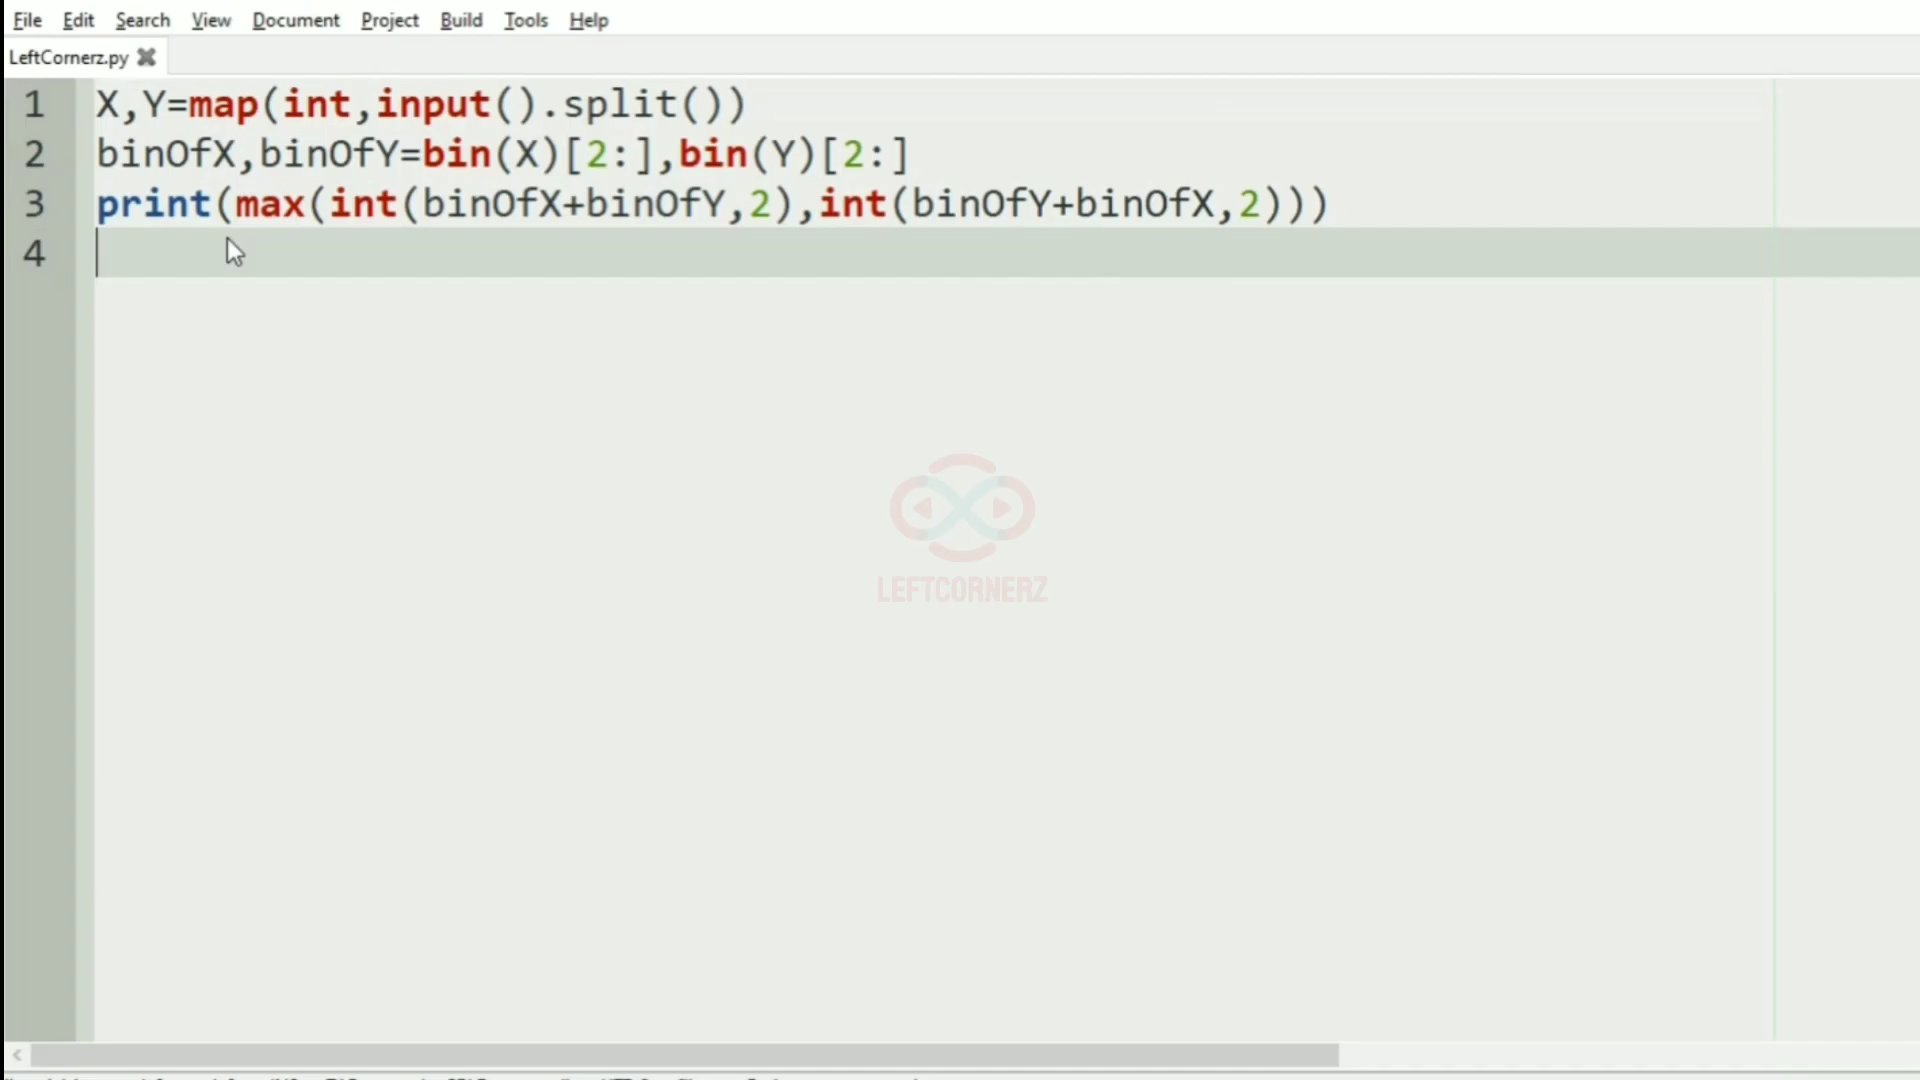 File Edit Search View Document Project Build Tools Help
LeftCornerz.py
1 X,Y=map(int,input().split())
2 binOfX,binOfY=bin(X)[2:],bin(Y)[2:]
3 print(max(int(binOfX+binOfY,2),int(binOfY+binOfX,2)))
4
LEFTCORNERZ